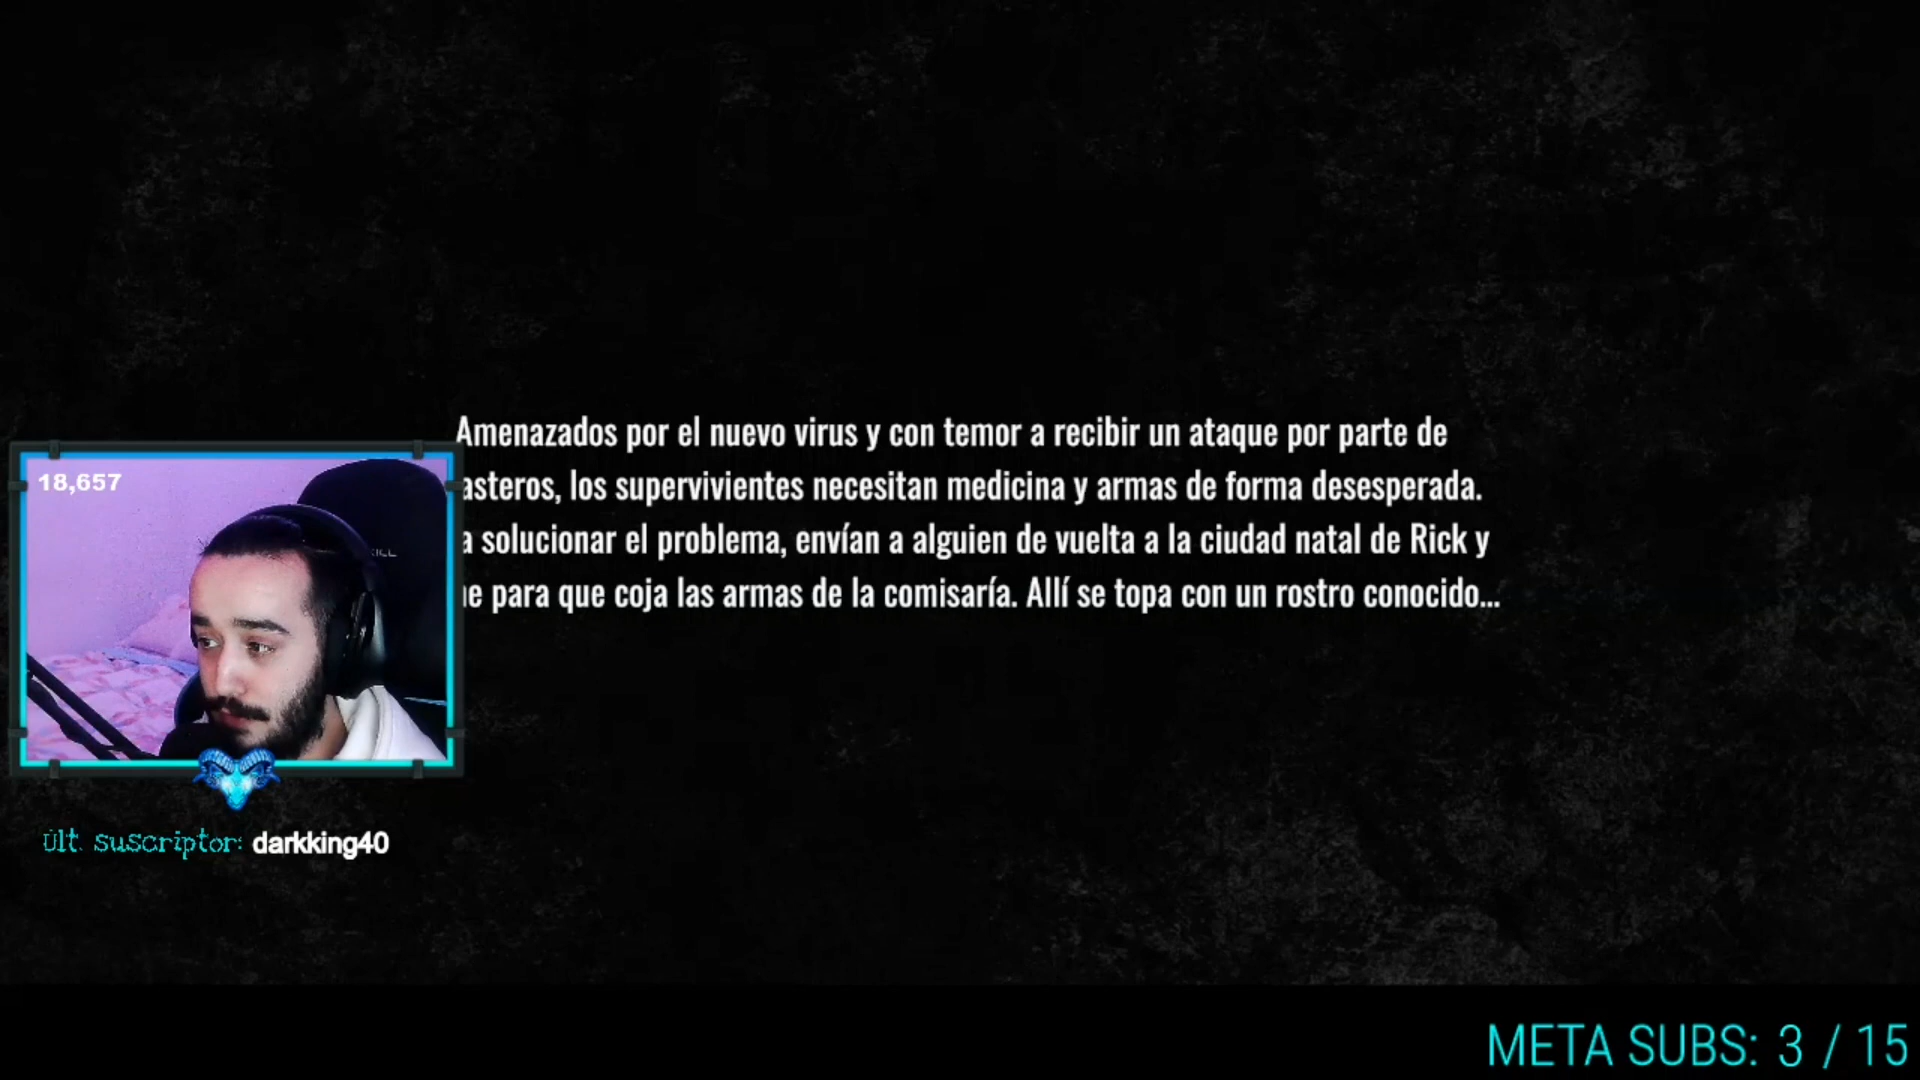 Amenazados por el nuevo virus y con temor a recibir un ataque por parte de
asteros, los supervivientes necesitan medicina y armas de forma desesperada.
a solucionar el problema, envían a alguien de vuelta a la ciudad natal de Rick y
para que coja las armas de la comisaría. Allí se topa con un rostro conocido...
18,657
Últ. suscriptor: darkking40
META SUBS: 3 / 15